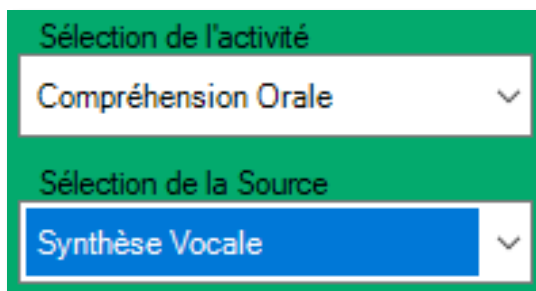 Sélection de l'activité
Compréhension Orale
Sélection de la Source
Synthèse Vocale